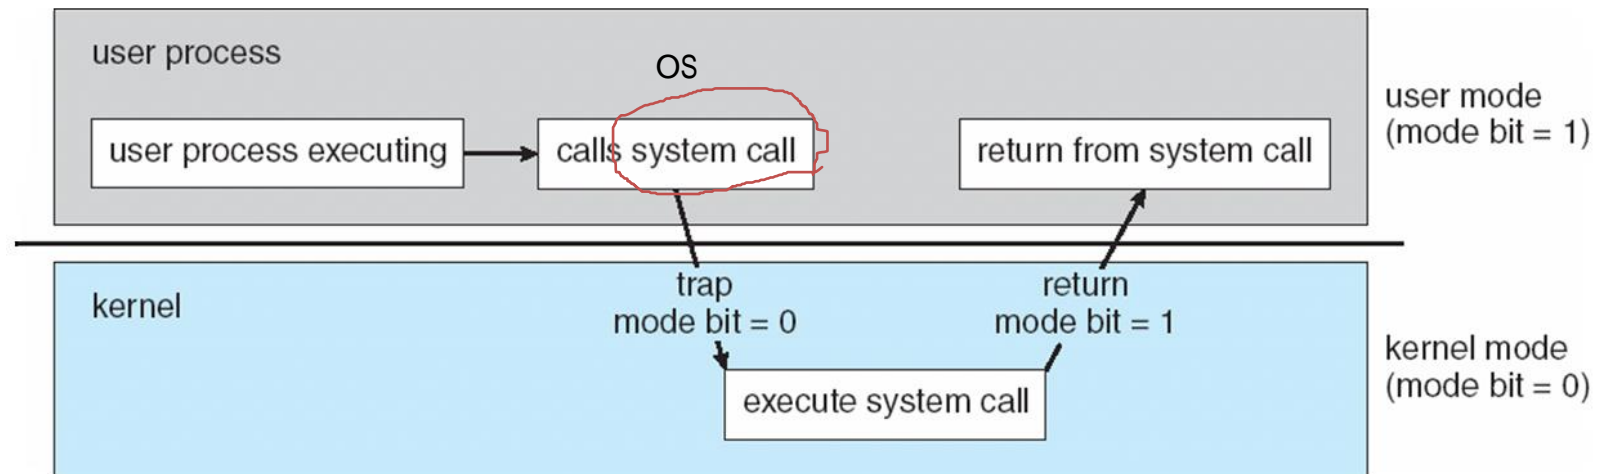 user process
OS
user process executing
calls system call
return from system call
user mode
(mode bit = 1)
kernel
trap
mode bit = 0
return
mode bit = 1
execute system call
kernel mode
(mode bit = 0)